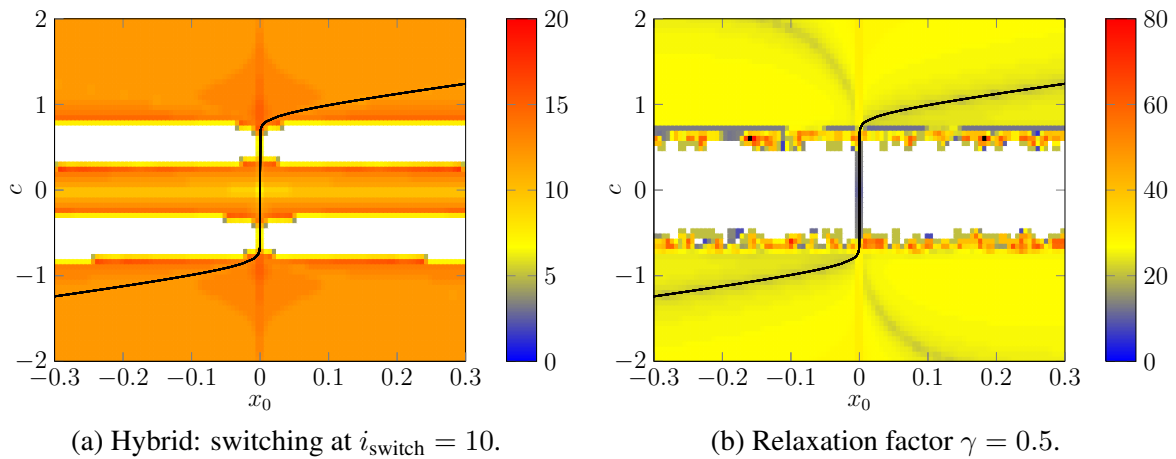 −0.3 −0.2 −0.1 0 0.1 0.2 0.3
−2
−1
0
1
2
x0
c
0
5
10
15
20
(a) Hybrid: switching at iswitch = 10.
−0.3 −0.2 −0.1 0 0.1 0.2 0.3
−2
−1
0
1
2
x0
c
0
20
40
60
80
(b) Relaxation factor γ = 0.5.